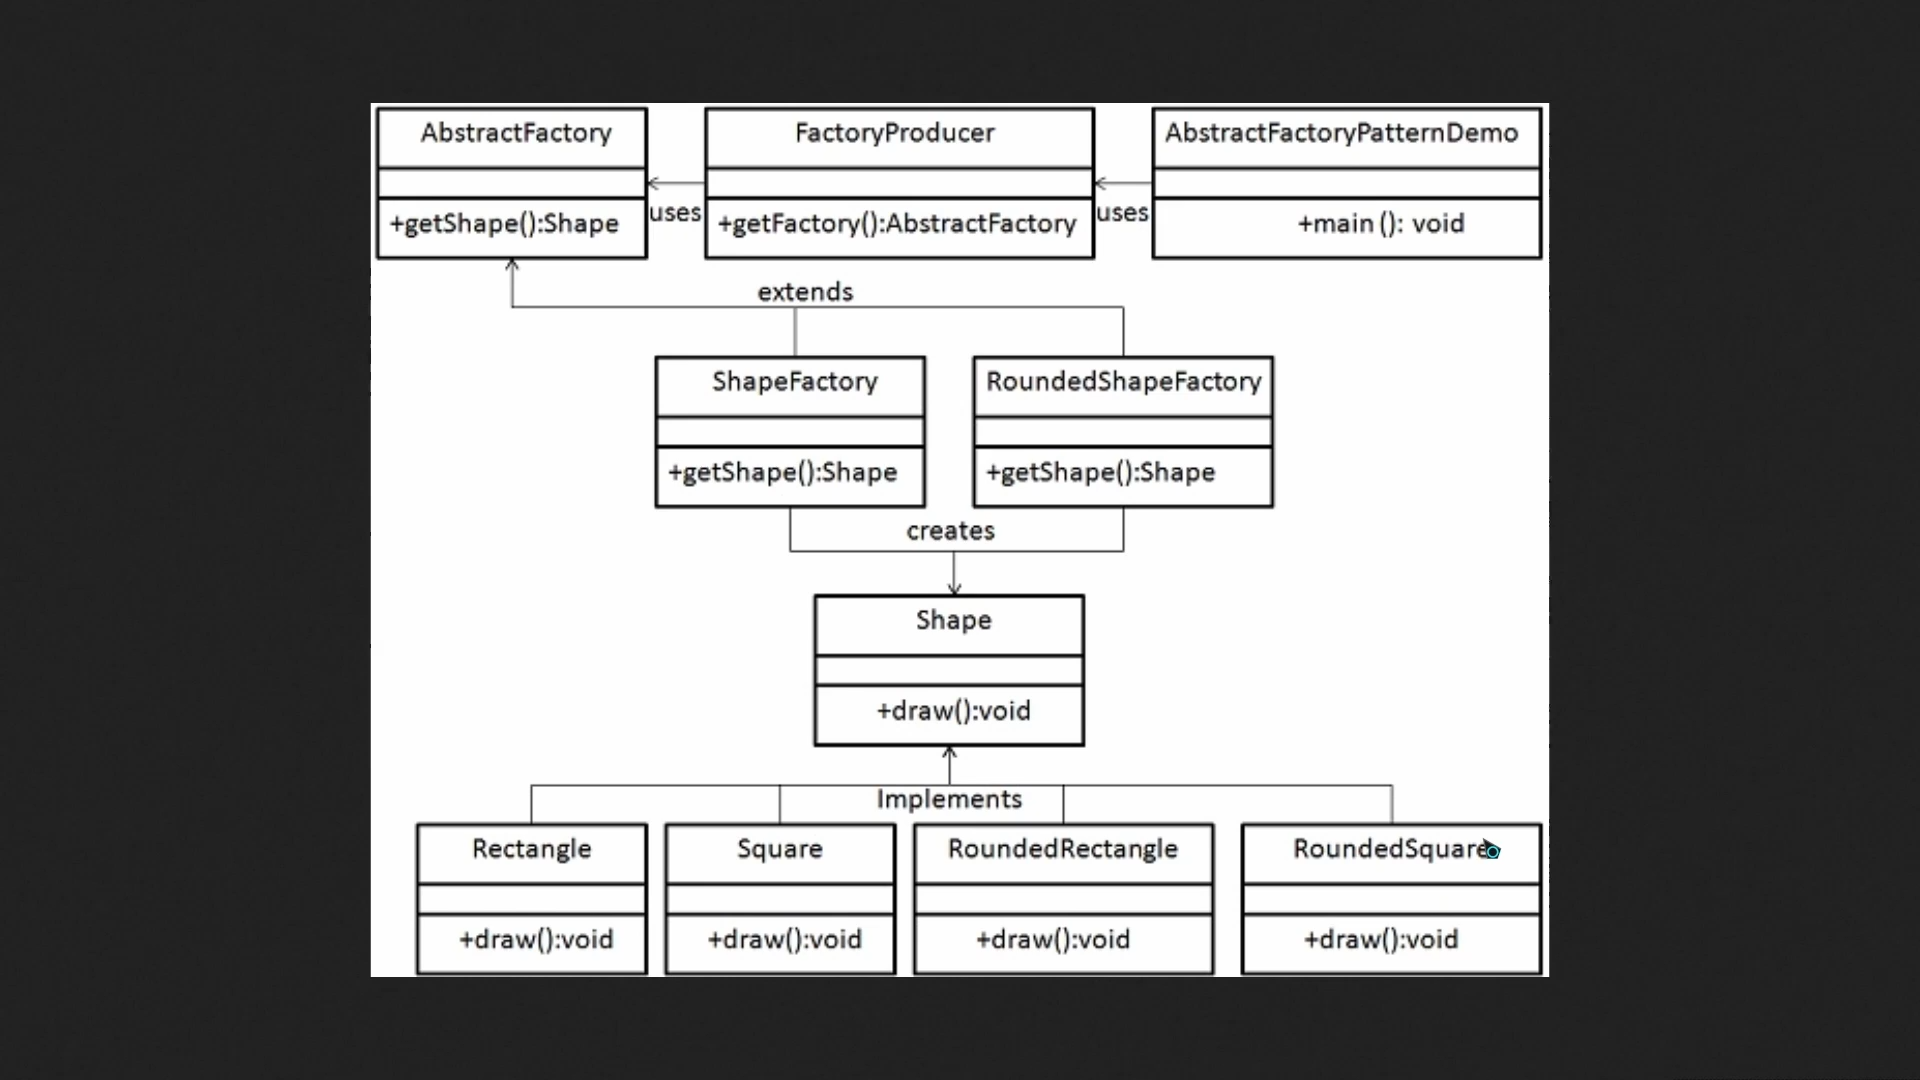 AbstractFactory
+getShape():Shape
uses
FactoryProducer
+getFactory():AbstractFactory
uses
AbstractFactoryPatternDemo
+main (): void
extends
ShapeFactory
+getShape():Shape
RoundedShapeFactory
+getShape():Shape
creates
Shape
+draw():void
Implements
Rectangle
+draw():void
Square
+draw():void
RoundedRectangle
+draw():void
RoundedSquare
+draw():void